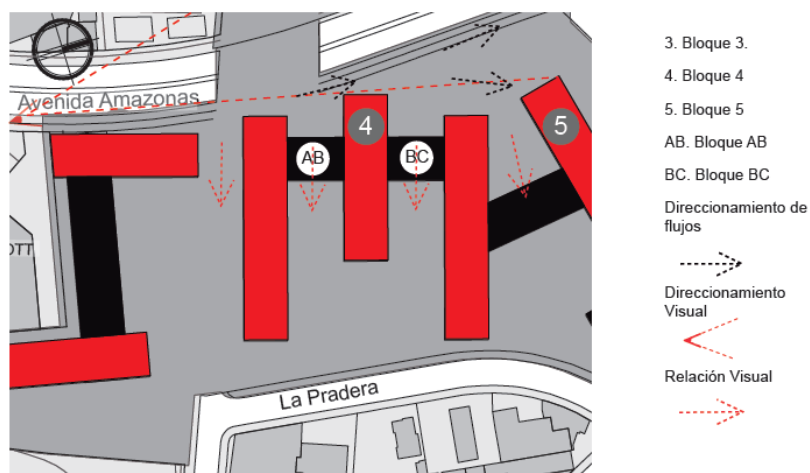 Avenida Amazonas
4
5
AB
BC
OTT
La Pradera
3. Bloque 3.
4. Bloque 4
5. Bloque 5
AB. Bloque AB
BC. Bloque BC
Direccionamiento de
flujos
Direccionamiento
Visual
Relación Visual